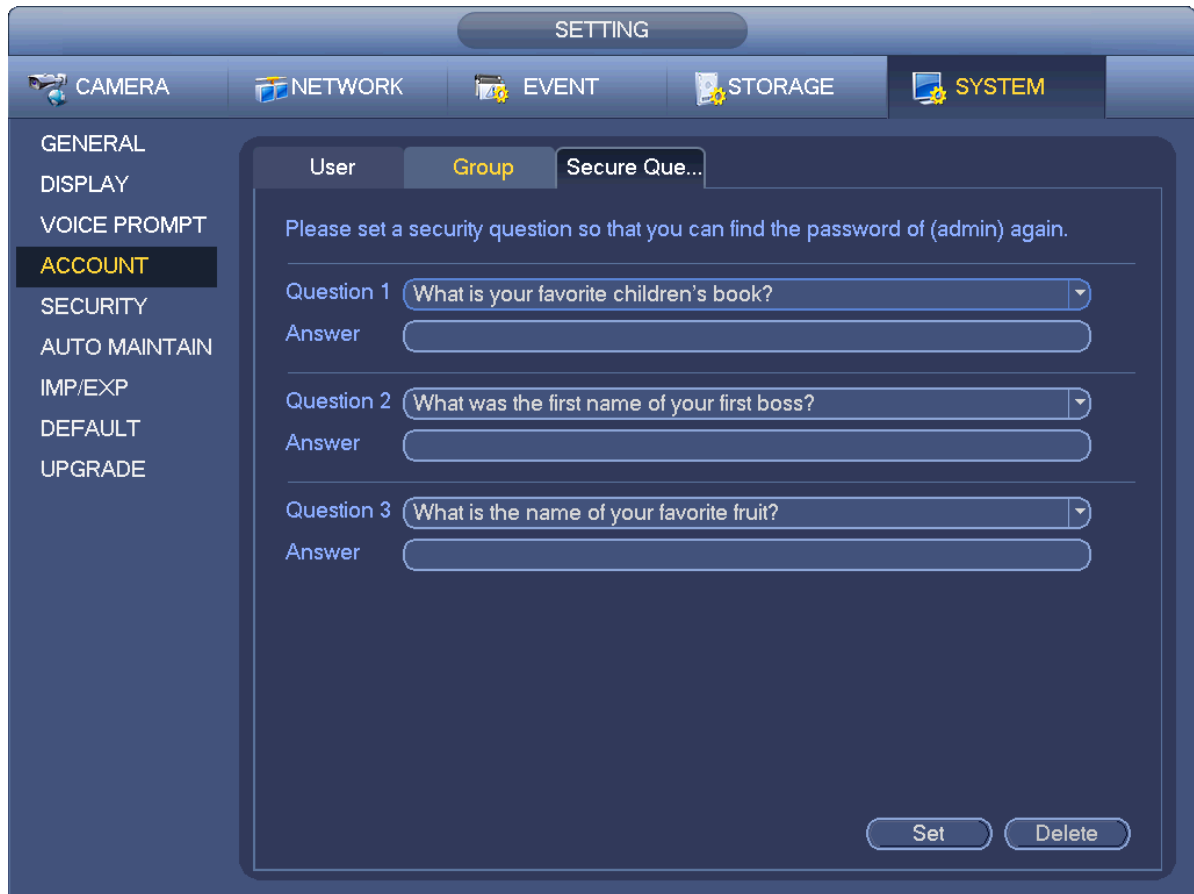 SETTING
CAMERA NETWORK EVENT STORAGE SYSTEM
GENERAL
DISPLAY
VOICE PROMPT
ACCOUNT
SECURITY
AUTO MAINTAIN
IMP/EXP
DEFAULT
UPGRADE
User Group Secure Que...
Please set a security question so that you can find the password of (admin) again.
Question 1 What is your favorite children's book?
Answer
Question 2 What was the first name of your first boss?
Answer
Question 3 What is the name of your favorite fruit?
Answer
Set Delete